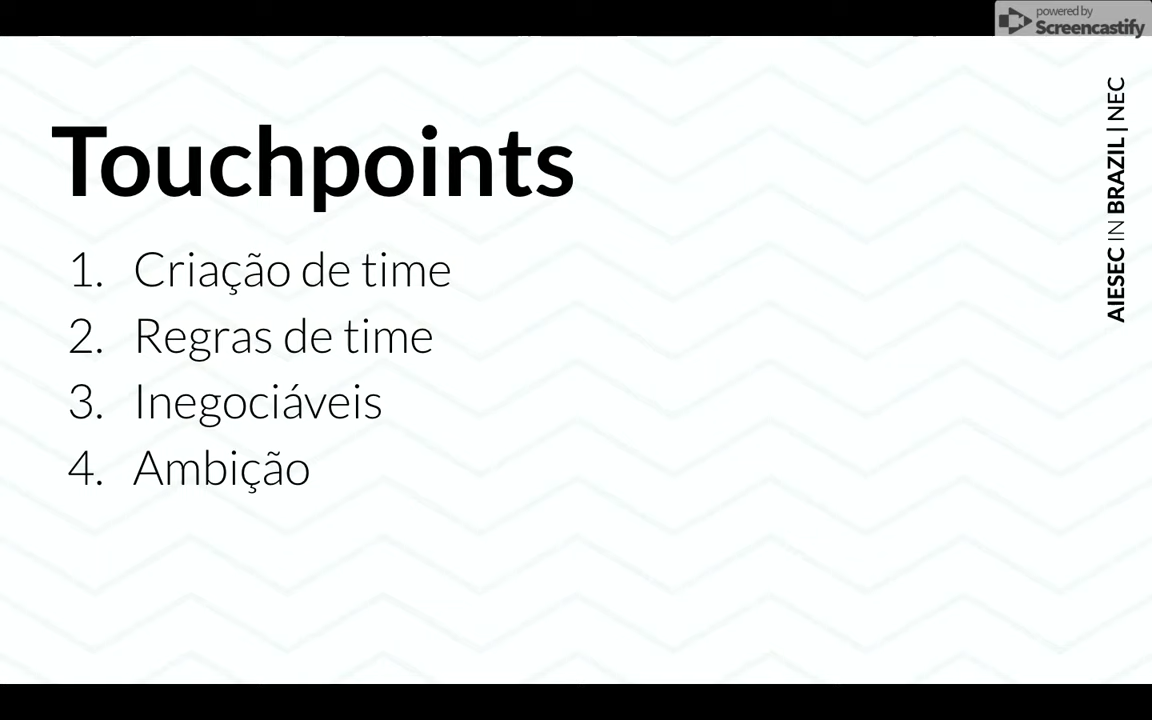 powered by
Screencastify
Touchpoints
1. Criação de time
2. Regras de time
3. Inegociáveis
4. Ambição
AIESEC IN BRAZIL | NEC